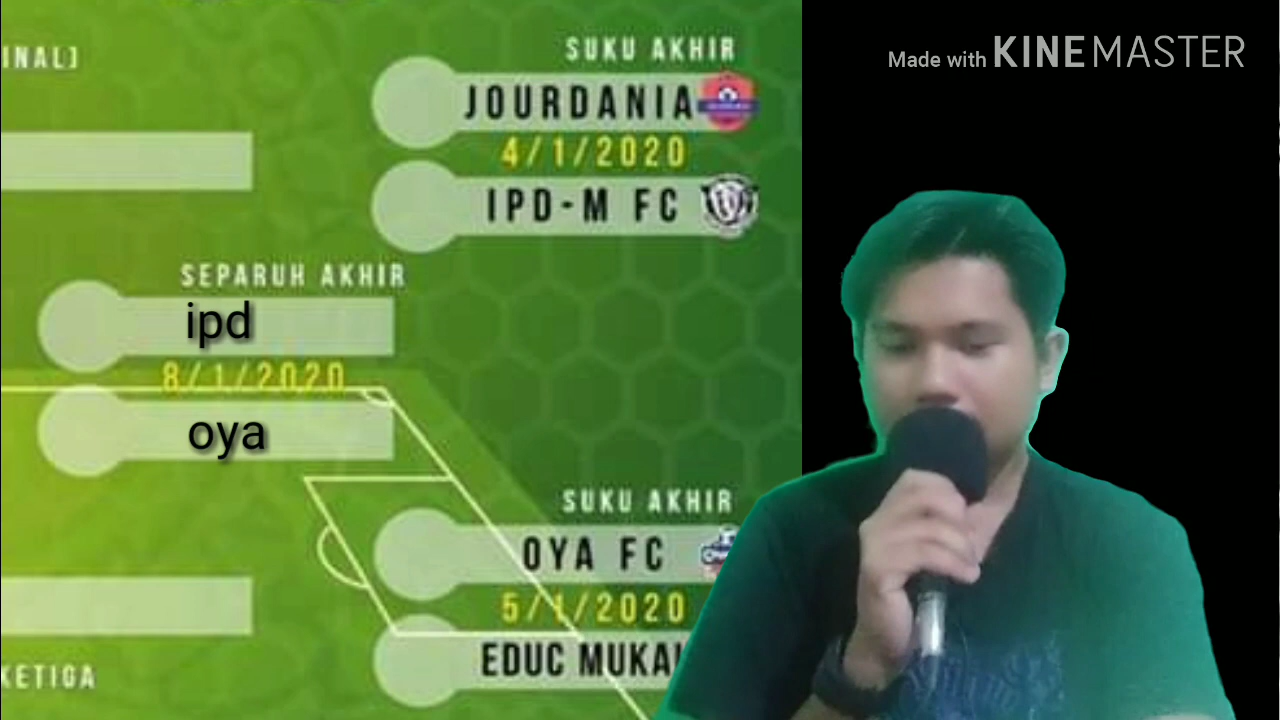 INAL]
SUKU AKHIR
JOURDANIA
4/1/2020
IPD-M FC
SEPARUH AKHIR
ipd
8/1/2020
oya
SUKU AKHIR
OYA FC
5/1/2020
EDUC MUKA
KETIGA
Made with KINEMASTER